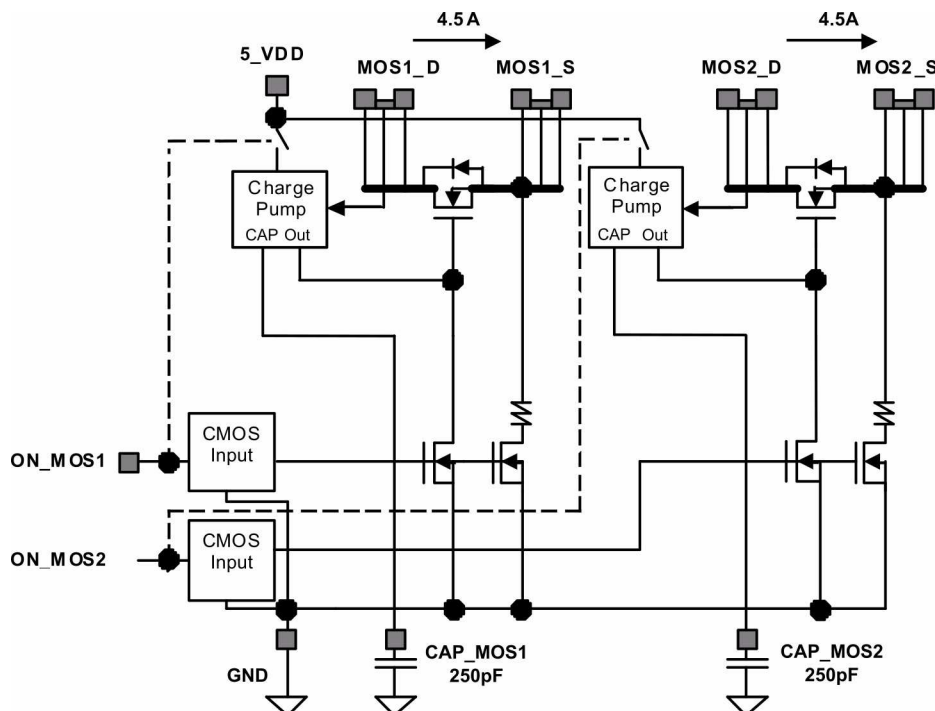 4.5A
4.5A
5_VDD
MOS1_D
MOS1_S
MOS2_D
MOS2_S
Charge
Pump
CAP Out
Charge
Pump
CAP Out
ON_MOS1
CMOS
Input
ON_MOS2
CMOS
Input
GND
CAP_MOS1
250pF
CAP_MOS2
250pF